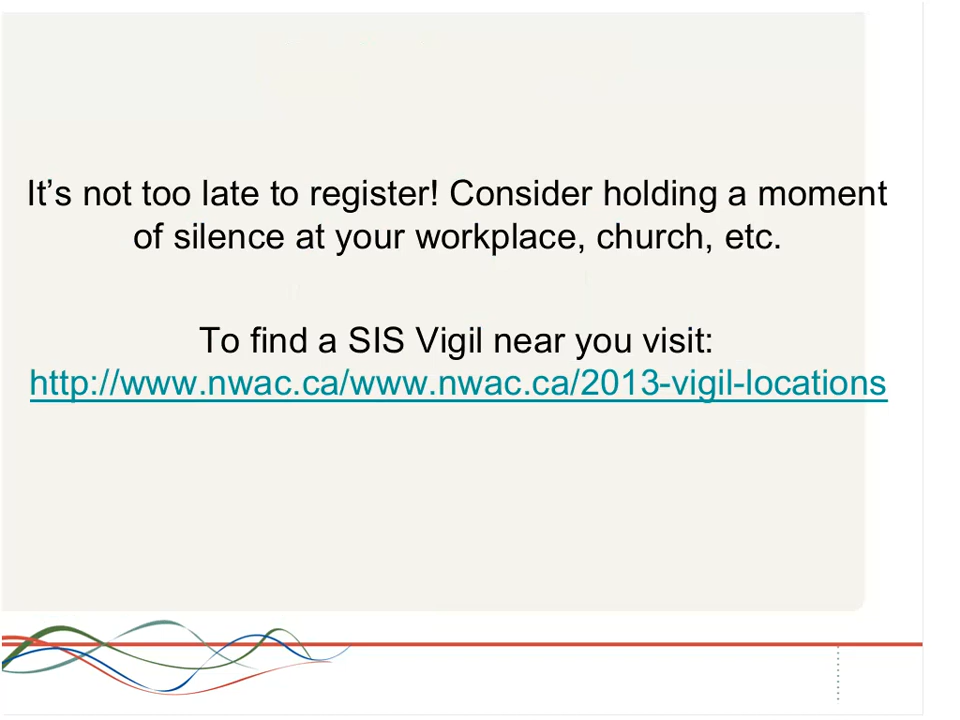 It’s not too late to register! Consider holding a moment
of silence at your workplace, church, etc.
To find a SIS Vigil near you visit:
http://www.nwac.ca/www.nwac.ca/2013-vigil-locations